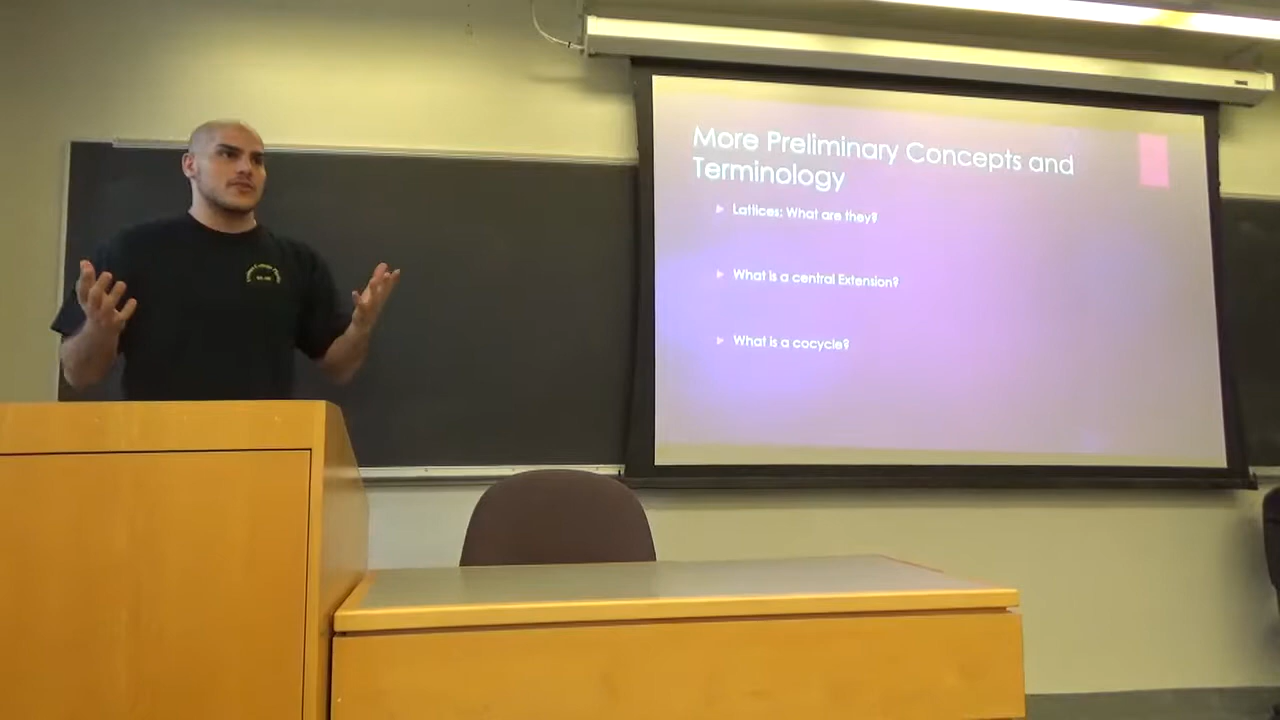 More Preliminary Concepts and
Terminology
Lattices: What are they?
What is a central Extension?
What is a cocycle?